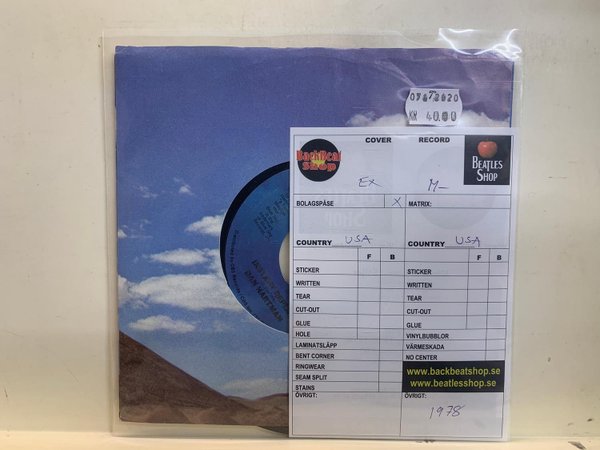 KR 40.00
COVER RECORD
BackBeat Shop
BEATLES SHOP
EX M-
BOLAGSPÅSE X MATRIX:
COUNTRY USA COUNTRY USA
F B F B
STICKER STICKER
WRITTEN WRITTEN
TEAR TEAR
CUT-OUT CUT-OUT
GLUE GLUE
HOLE VINYLBUBBLOR
LAMINATSLÄPP VÄRMESKADA
BENT CORNER NO CENTER
RINGWEAR www.backbeatshop.se
SEAM SPLIT www.beatlesshop.se
STAINS
ÖVRIGT: ÖVRIGT:
1978
DAN HARTMAN